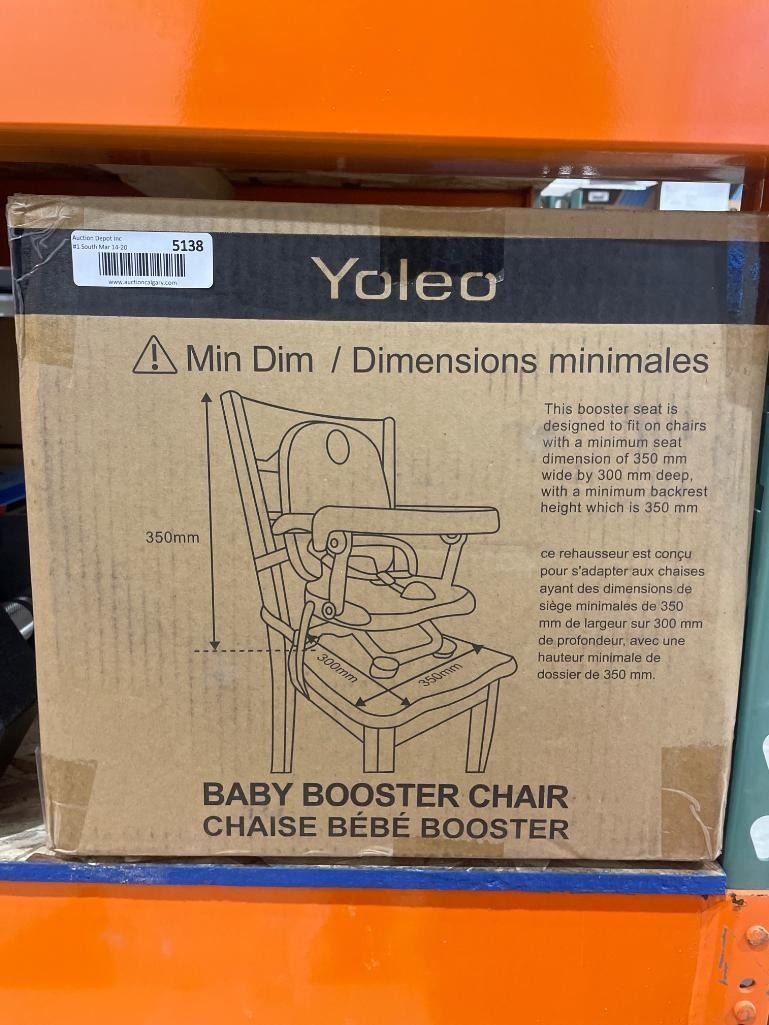 Auction Depot Inc
#1 South Mar 14-20
5138
www.auctioncalgary.com
Yoleo
Min Dim / Dimensions minimales
This booster seat is
designed to fit on chairs
with a minimum seat
dimension of 350 mm
wide by 300 mm deep,
with a minimum backrest
height which is 350 mm
350mm
ce rehausseur est conçu
pour s'adapter aux chaises
ayant des dimensions de
siège minimales de 350
mm de largeur sur 300 mm
de profondeur, avec une
hauteur minimale de
dossier de 350 mm.
300mm
350mm
BABY BOOSTER CHAIR
CHAISE BÉBÉ BOOSTER